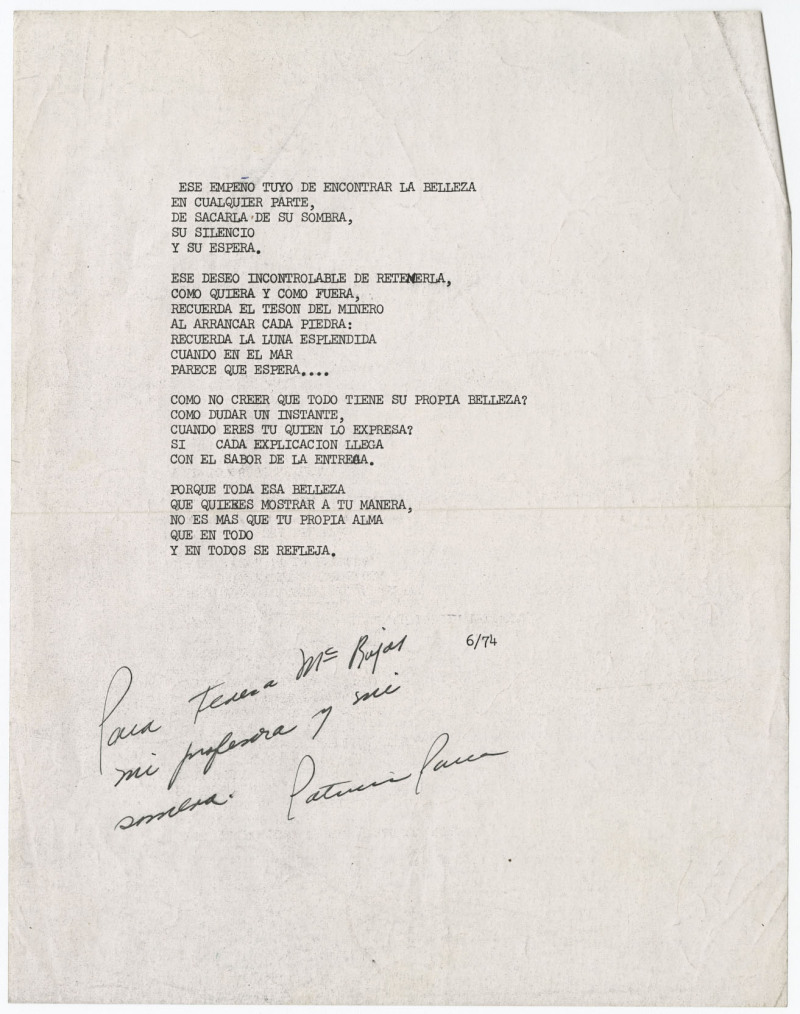 ESE EMPEÑO TUYO DE ENCONTRAR LA BELLEZA
EN CUALQUIER PARTE,
DE SACARLA DE SU SOMBRA,
SU SILENCIO
Y SU ESPERA.
ESE DESEO INCONTROLABLE DE RETENERLA,
COMO QUIERA Y COMO FUERA,
RECUERDA EL TESON DEL MINERO
AL ARRANCAR CADA PIEDRA:
RECUERDA LA LUNA ESPLENDIDA
CUANDO EN EL MAR
PARECE QUE ESPERA....
COMO NO CREER QUE TODO TIENE SU PROPIA BELLEZA?
COMO DUDAR UN INSTANTE,
CUANDO ERES TU QUIEN LO EXPRESA?
SI CADA EXPLICACION LLEGA
CON EL SABOR DE LA ENTREGA.
PORQUE TODA ESA BELLEZA
QUE QUIERES MOSTRAR A TU MANERA,
NO ES MAS QUE TU PROPIA ALMA
QUE EN TODO
Y EN TODOS SE REFLEJA.
6/74
Para Teresa Mª Rojas
mi profesora y mi
Patricia